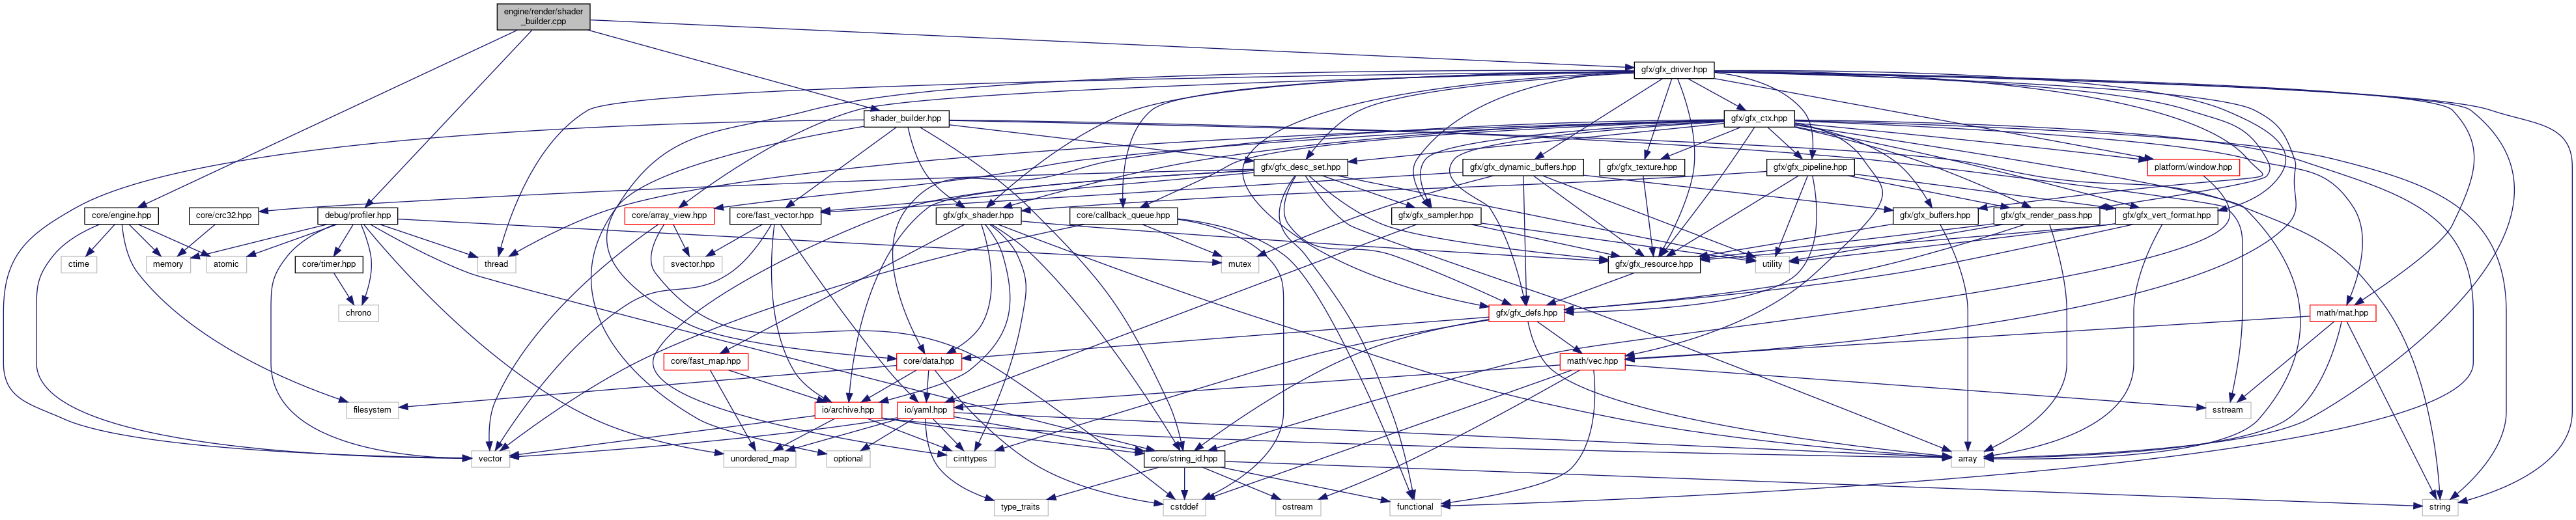 engine/render/shader
_builder.cpp
gfx/gfx_driver.hpp
shader_builder.hpp
gfx/gfx_ctx.hpp
gfx/gfx_desc_set.hpp
gfx/gfx_dynamic_buffers.hpp
gfx/gfx_texture.hpp
gfx/gfx_pipeline.hpp
platform/window.hpp
core/engine.hpp
core/crc32.hpp
debug/profiler.hpp
core/array_view.hpp
core/fast_vector.hpp
gfx/gfx_shader.hpp
core/callback_queue.hpp
gfx/gfx_sampler.hpp
gfx/gfx_buffers.hpp
gfx/gfx_render_pass.hpp
gfx/gfx_vert_format.hpp
ctime
memory
atomic
core/timer.hpp
thread
svector.hpp
mutex
gfx/gfx_resource.hpp
utility
chrono
gfx/gfx_defs.hpp
math/mat.hpp
core/fast_map.hpp
core/data.hpp
math/vec.hpp
filesystem
io/archive.hpp
io/yaml.hpp
sstream
vector
unordered_map
optional
cinttypes
core/string_id.hpp
array
type_traits
cstddef
ostream
functional
string